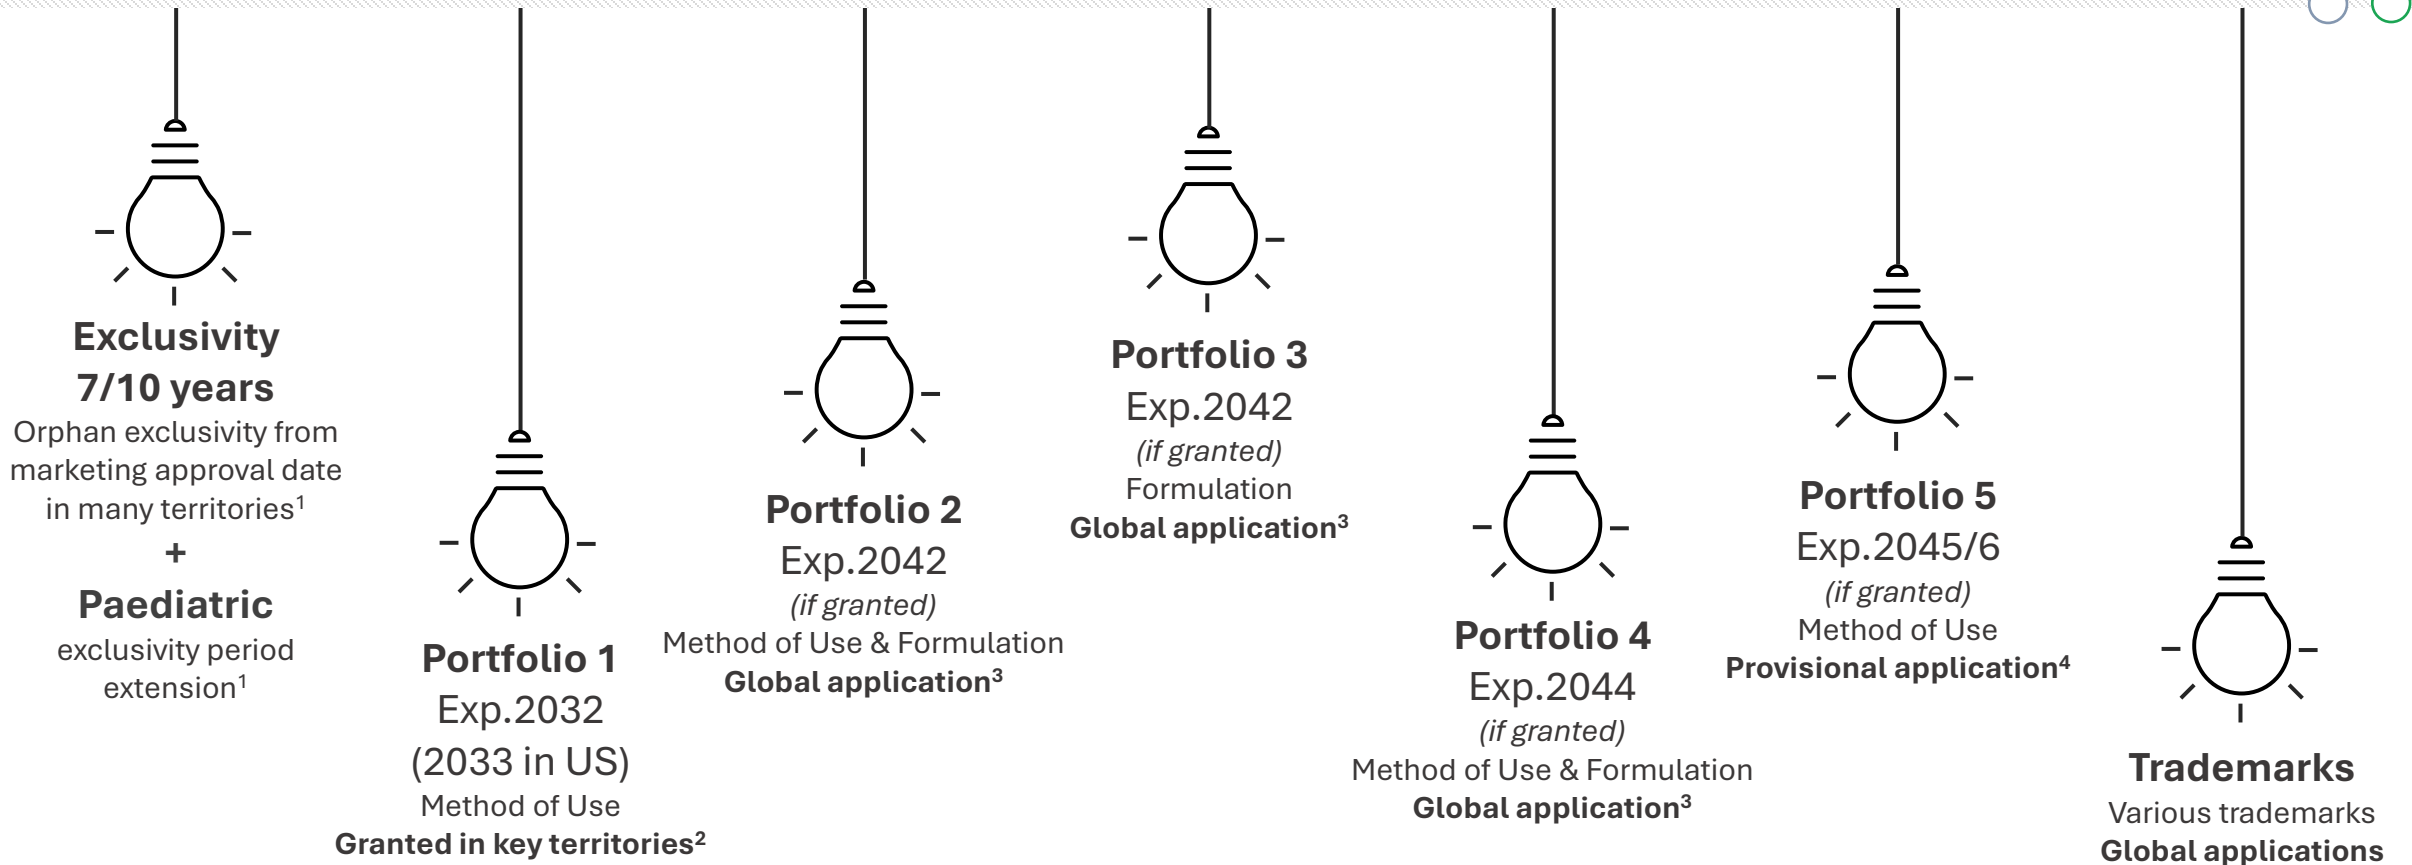 Exclusivity
7/10 years
Orphan exclusivity from
marketing approval date
in many territories¹
+
Paediatric
exclusivity period
extension¹
Portfolio 1
Exp.2032
(2033 in US)
Method of Use
Granted in key territories²
Portfolio 2
Exp.2042
(if granted)
Method of Use & Formulation
Global application³
Portfolio 3
Exp.2042
(if granted)
Formulation
Global application³
Portfolio 4
Exp.2044
(if granted)
Method of Use & Formulation
Global application³
Portfolio 5
Exp.2045/6
(if granted)
Method of Use
Provisional application⁴
Trademarks
Various trademarks
Global applications